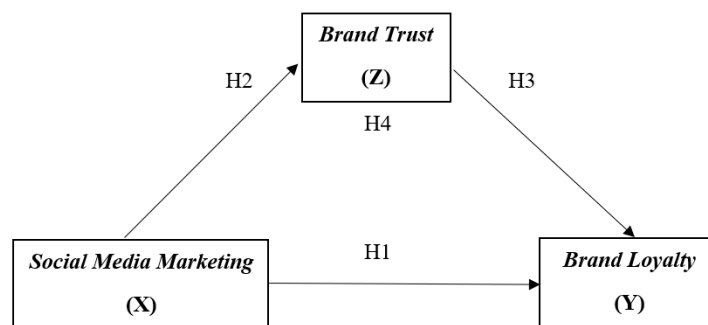 Brand Trust
(Z)
H2
H3
H4
Social Media Marketing
(X)
H1
Brand Loyalty
(Y)